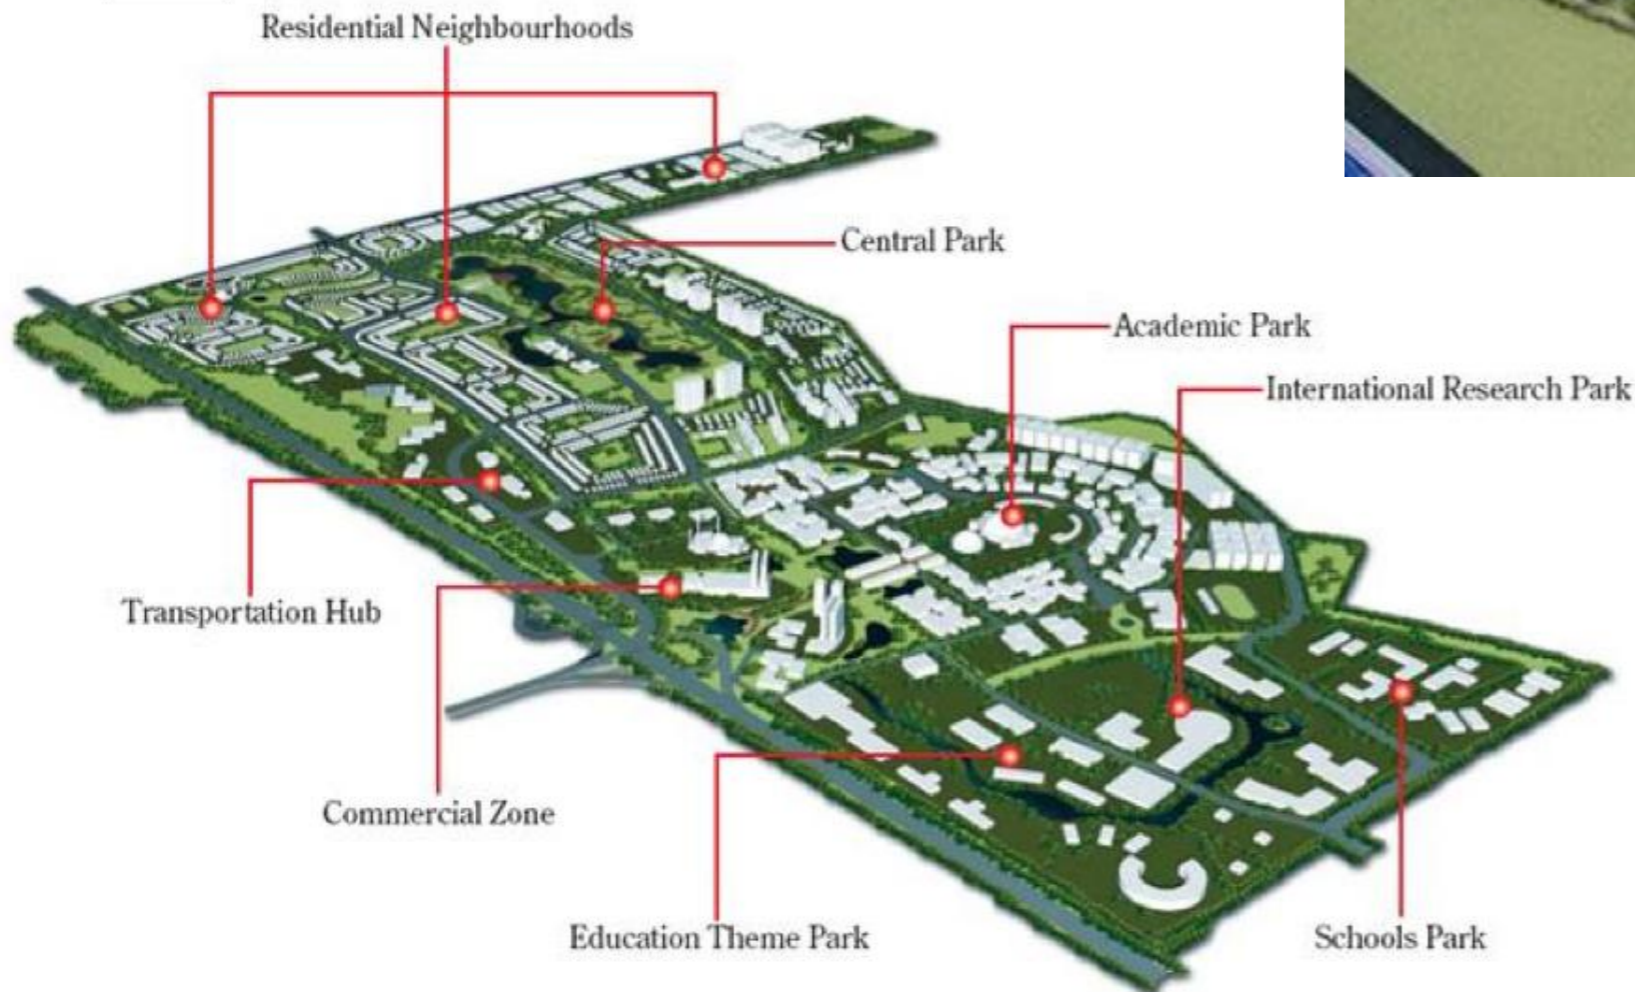 Residential Neighbourhoods
Central Park
Academic Park
International Research Park
Transportation Hub
Commercial Zone
Education Theme Park
Schools Park